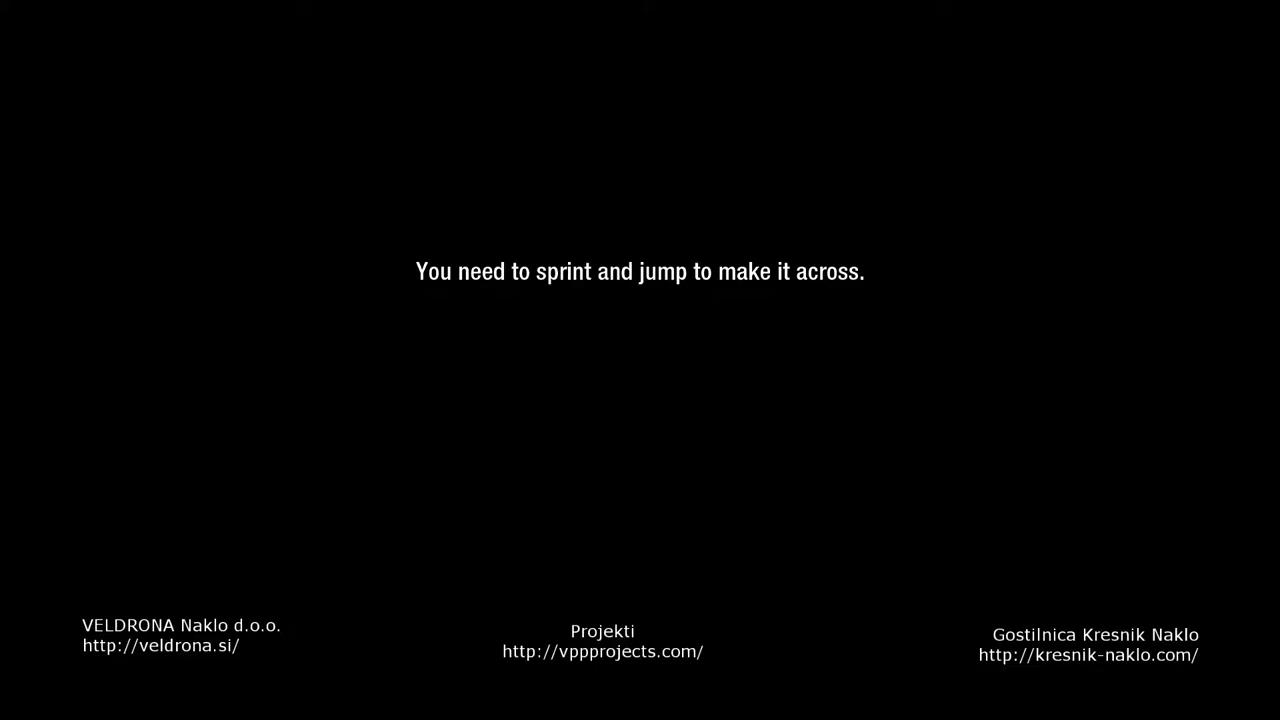 You need to sprint and jump to make it across.
VELDRONA Naklo d.o.o.
http://veldrona.si/
Projekti
http://vppprojects.com/
Gostilnica Kresnik Naklo
http://kresnik-naklo.com/